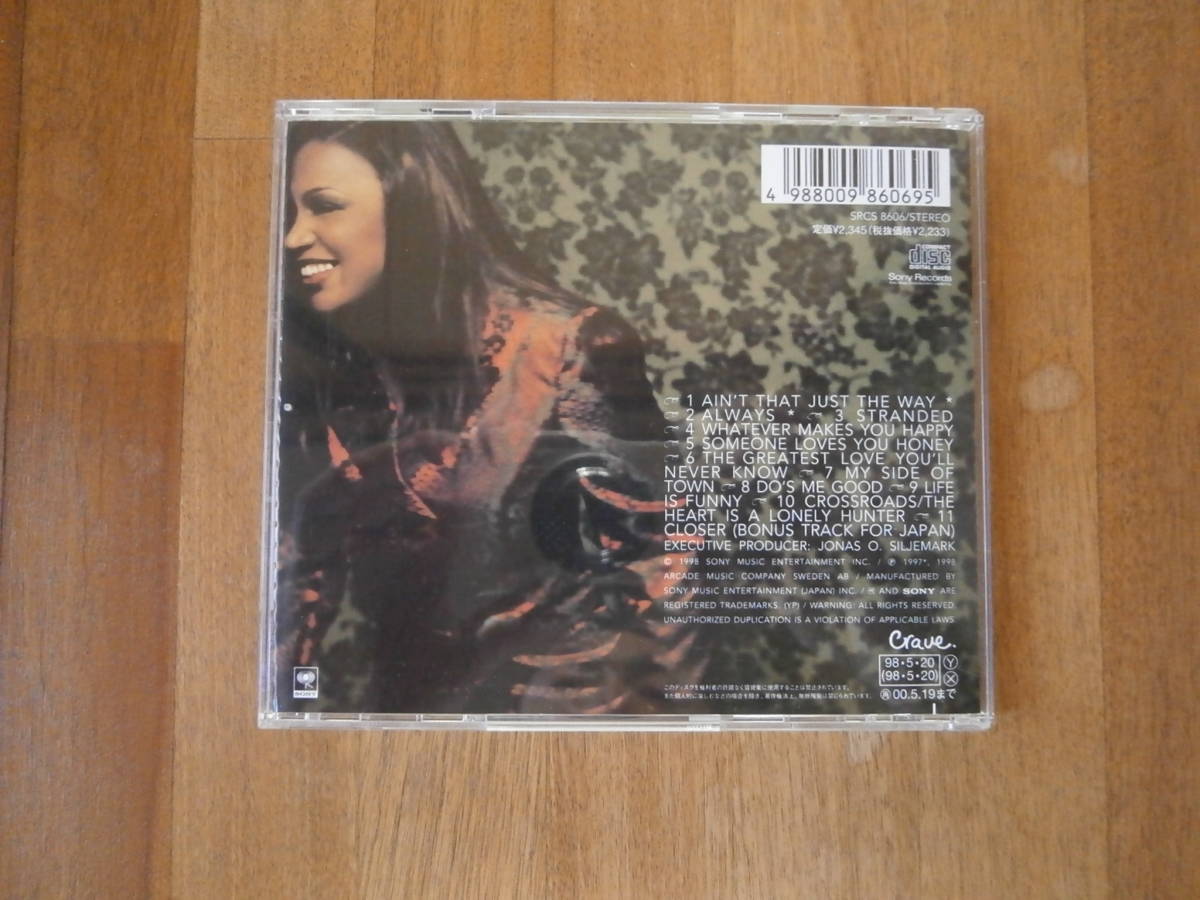 4 988009 860695
SRCS 8606/STEREO
定価¥2,345(税抜価格¥2,233)
COMPACT
disc
DIGITAL AUDIO
Sony Records
1 AIN'T THAT JUST THE WAY *
2 ALWAYS * 3 STRANDED
4 WHATEVER MAKES YOU HAPPY
5 SOMEONE LOVES YOU HONEY
6 THE GREATEST LOVE YOU'LL
NEVER KNOW 7 MY SIDE OF
TOWN 8 DO'S ME GOOD 9 LIFE
IS FUNNY 10 CROSSROADS/THE
HEART IS A LONELY HUNTER 11
CLOSER (BONUS TRACK FOR JAPAN)
EXECUTIVE PRODUCER: JONAS O. SILJEMARK
© 1998 SONY MUSIC ENTERTAINMENT INC. / ℗ 1997*, 1998
ARCADE MUSIC COMPANY SWEDEN AB / MANUFACTURED BY
SONY MUSIC ENTERTAINMENT (JAPAN) INC. / AND SONY ARE
REGISTERED TRADEMARKS. (YP) / WARNING: ALL RIGHTS RESERVED.
UNAUTHORIZED DUPLICATION IS A VIOLATION OF APPLICABLE LAWS.
Crave.
98・5・20 Ⓨ
(98・5・20) Ⓧ
Ⓡ00.5.19まで
SONY